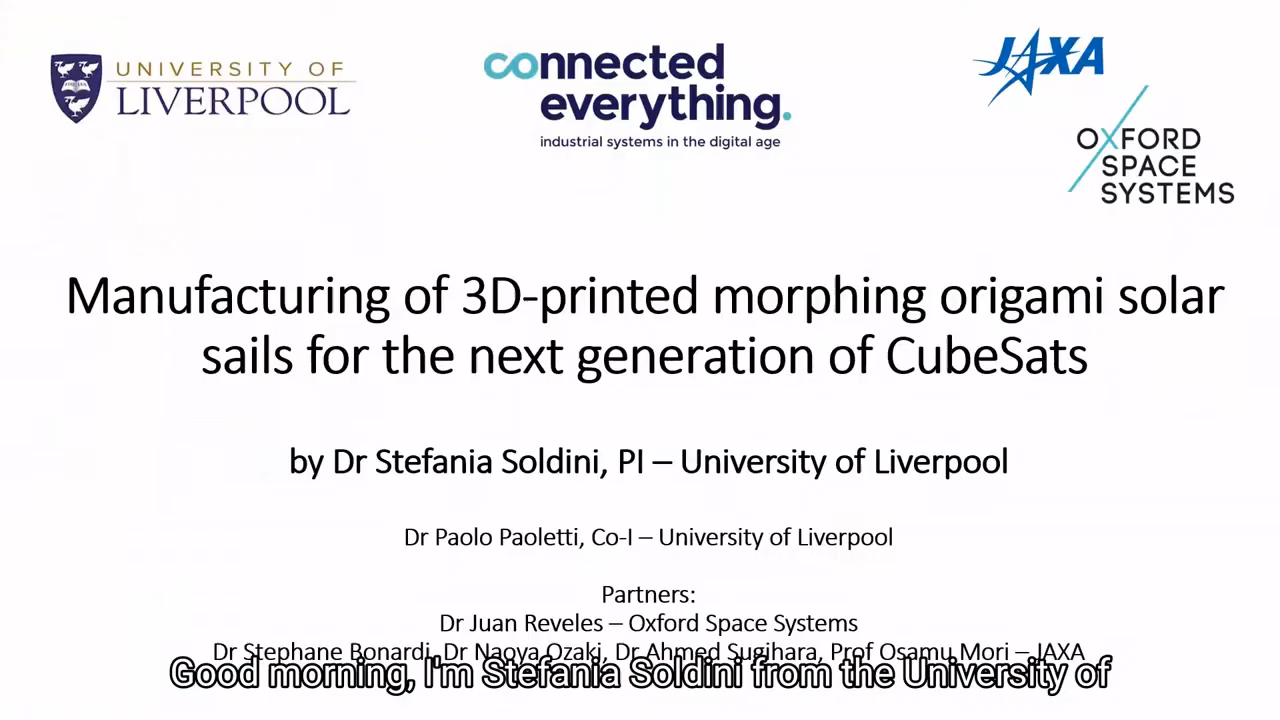 UNIVERSITY OF
LIVERPOOL
connected
everything.
industrial systems in the digital age
JAXA
OXFORD
SPACE
SYSTEMS
Manufacturing of 3D-printed morphing origami solar
sails for the next generation of CubeSats
by Dr Stefania Soldini, PI – University of Liverpool
Dr Paolo Paoletti, Co-I – University of Liverpool
Partners:
Dr Juan Reveles – Oxford Space Systems
Dr Stephane Bonardi, Dr Naoya Ozaki, Dr Ahmed Sugihara, Prof Osamu Mori – JAXA
Good morning, I'm Stefania Soldini from the University of